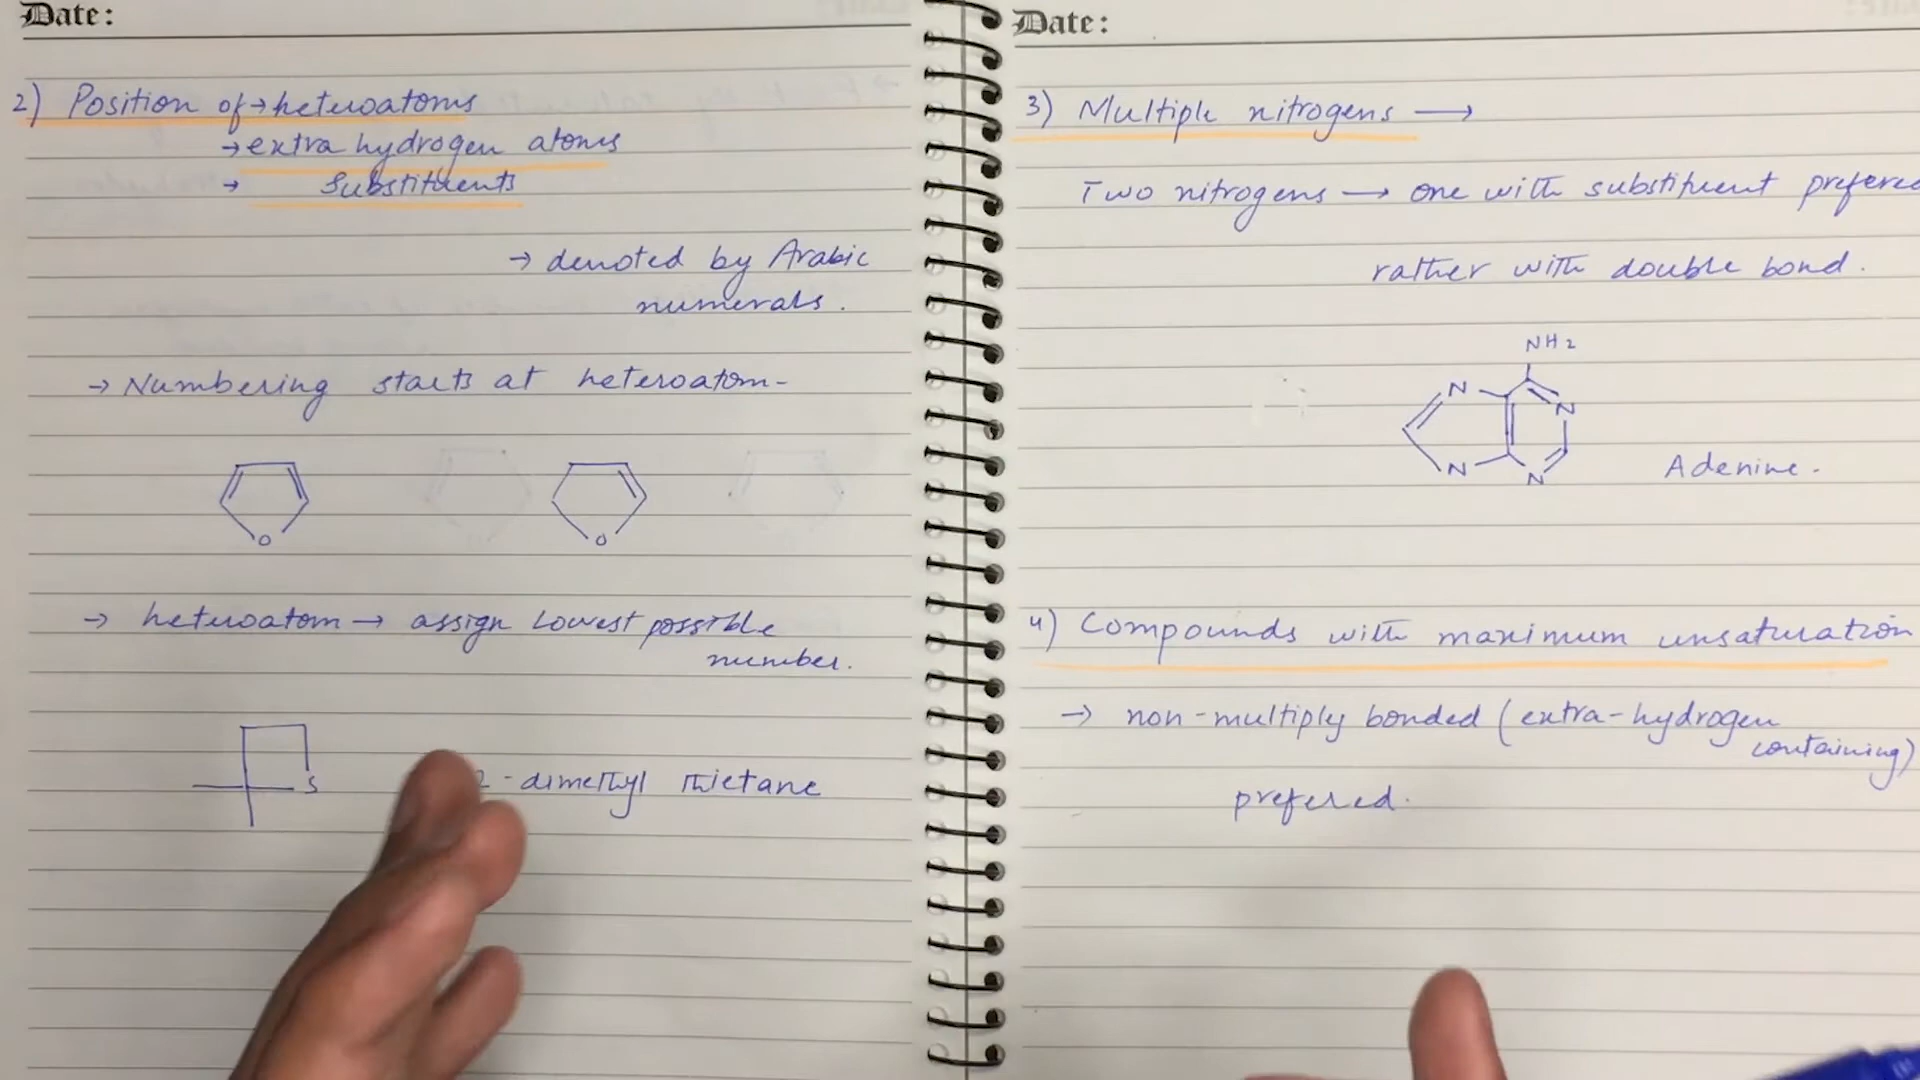 Date:
2) Position of → heteroatoms
→ extra hydrogen atoms
→ Substituents
→ denoted by Arabic
numerals.
→ Numbering starts at heteroatom-
O
O
→ heteroatom → assign lowest possible
number.
S
2-dimethyl thietane
Date:
3) Multiple nitrogens →
Two nitrogens → one with substituent prefered
rather with double bond.
NH2
N
N
N
N
Adenine.
4) Compounds with maximum unsaturation
→ non-multiply bonded (extra-hydrogen
containing)
prefered.